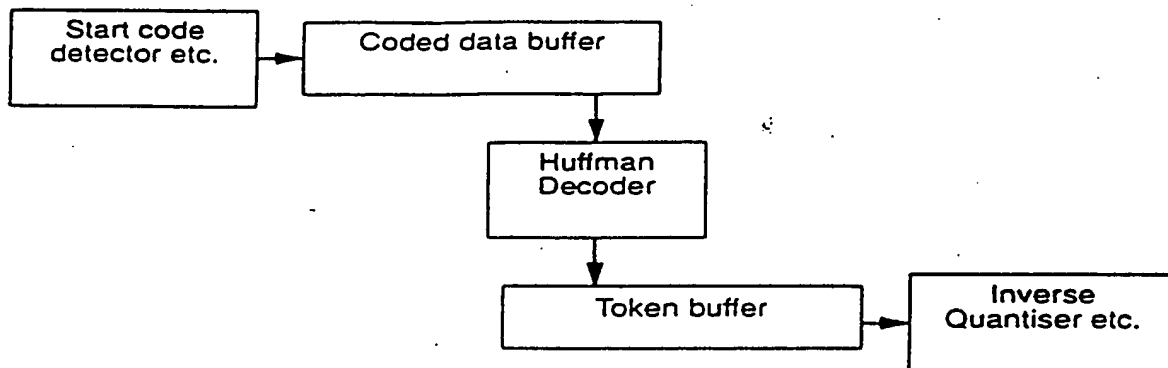 Start code
detector etc.
Coded data buffer
Huffman
Decoder
Token buffer
Inverse
Quantiser etc.